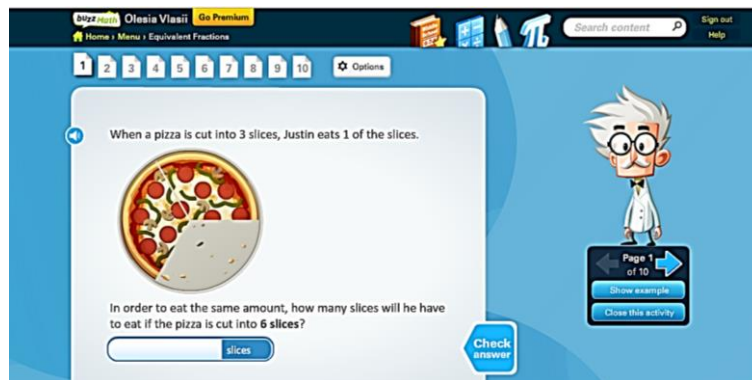 buzzMath Olesia Vlasii Go Premium
Home › Menu › Equivalent Fractions
Search content
Sign out
Help
1 2 3 4 5 6 7 8 9 10
Options
When a pizza is cut into 3 slices, Justin eats 1 of the slices.
In order to eat the same amount, how many slices will he have
to eat if the pizza is cut into 6 slices?
slices
Check
answer
Page 1
of 10
Show example
Close this activity